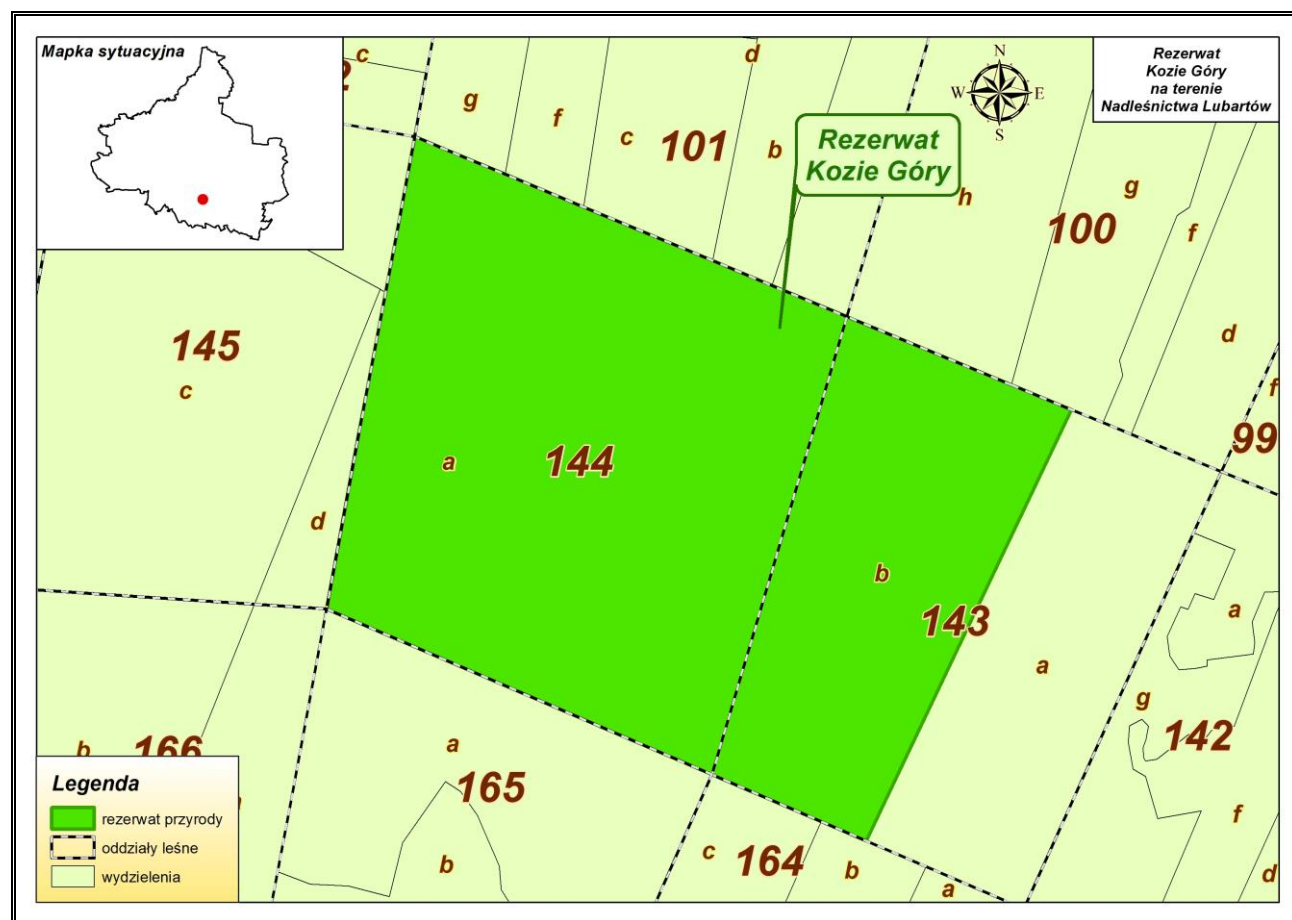 Mapka sytuacyjna
Rezerwat
Kozie Góry
na terenie
Nadleśnictwa Lubartów
N
W E
S
c
2
g
f
c
101
d
b
Rezerwat
Kozie Góry
h
100
g
f
d
f
99
145
c
d
a
144
b
143
a
a
g
142
f
d
b
166
a
165
b
c
164
b
a
Legenda
rezerwat przyrody
oddziały leśne
wydzielenia